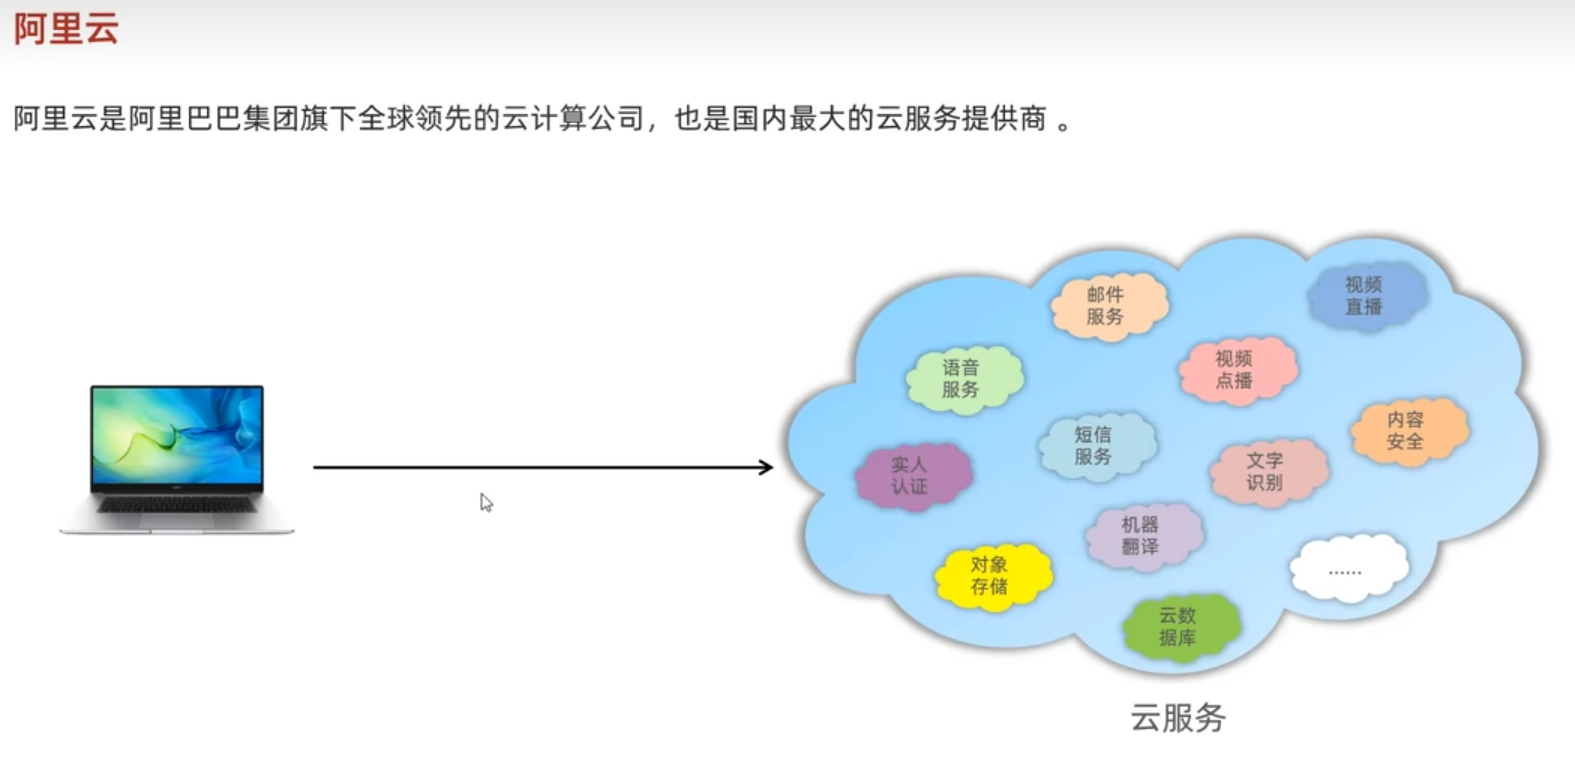 阿里云
阿里云是阿里巴巴集团旗下全球领先的云计算公司，也是国内最大的云服务提供商 。
邮件
服务
视频
直播
语音
服务
视频
点播
内容
安全
短信
服务
实人
认证
文字
识别
机器
翻译
对象
存储
......
云数
据库
云服务